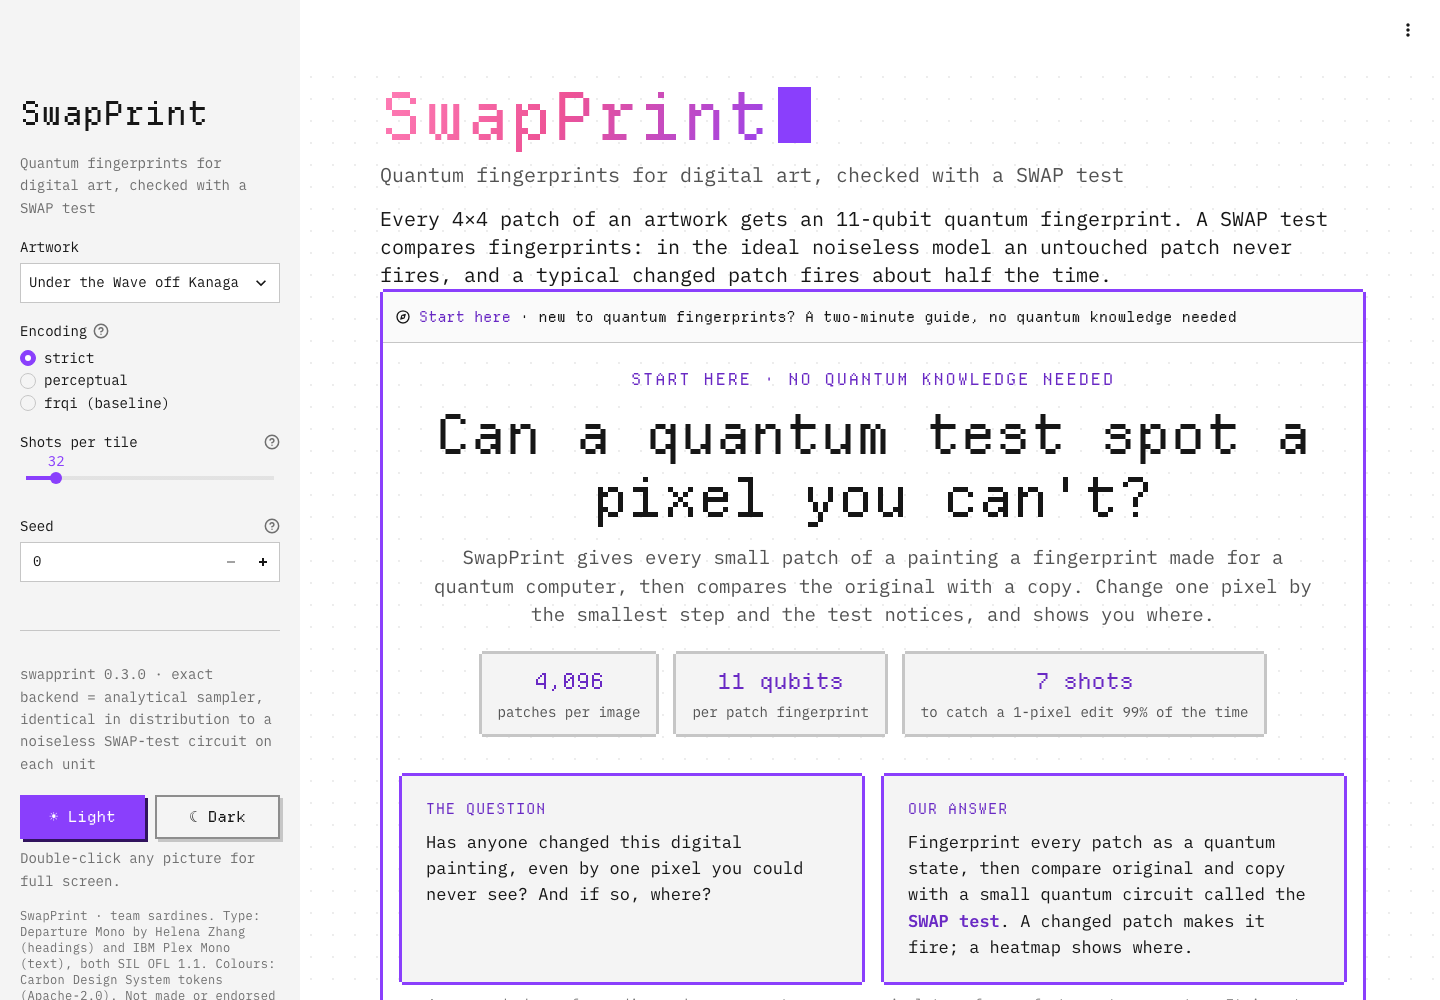 SwapPrint
Quantum fingerprints for
digital art, checked with a
SWAP test
Artwork
Under the Wave off Kanaga
Encoding
strict
perceptual
frqi (baseline)
Shots per tile
32
Seed
0
swapprint 0.3.0 · exact
backend = analytical sampler,
identical in distribution to a
noiseless SWAP-test circuit on
each unit
☀ Light
☾ Dark
Double-click any picture for
full screen.
SwapPrint · team sardines. Type:
Departure Mono by Helena Zhang
(headings) and IBM Plex Mono
(text), both SIL OFL 1.1. Colours:
Carbon Design System tokens
(Apache-2.0). Not made or endorsed
SwapPrint
Quantum fingerprints for digital art, checked with a SWAP test
Every 4×4 patch of an artwork gets an 11-qubit quantum fingerprint. A SWAP test
compares fingerprints: in the ideal noiseless model an untouched patch never
fires, and a typical changed patch fires about half the time.
Start here · new to quantum fingerprints? A two-minute guide, no quantum knowledge needed
START HERE · NO QUANTUM KNOWLEDGE NEEDED
Can a quantum test spot a
pixel you can't?
SwapPrint gives every small patch of a painting a fingerprint made for a
quantum computer, then compares the original with a copy. Change one pixel by
the smallest step and the test notices, and shows you where.
4,096
patches per image
11 qubits
per patch fingerprint
7 shots
to catch a 1-pixel edit 99% of the time
THE QUESTION
Has anyone changed this digital
painting, even by one pixel you could
never see? And if so, where?
OUR ANSWER
Fingerprint every patch as a quantum
state, then compare original and copy
with a small quantum circuit called the
SWAP test. A changed patch makes it
fire; a heatmap shows where.